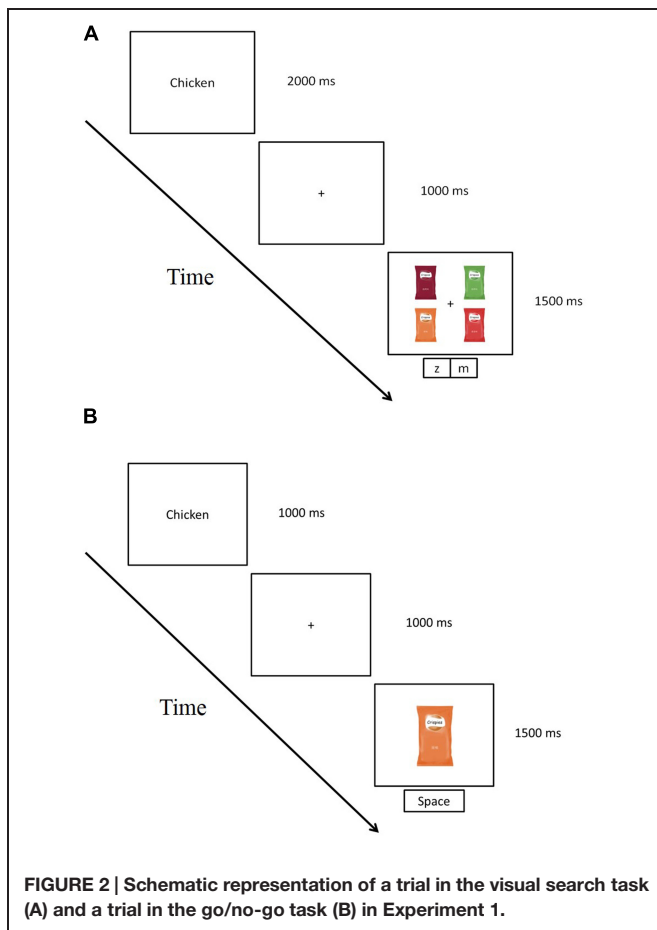 A
Chicken
2000 ms
+
1000 ms
Time
+
1500 ms
z m
B
Chicken
1000 ms
+
1000 ms
Time
Crispies
1500 ms
Space
FIGURE 2 | Schematic representation of a trial in the visual search task
(A) and a trial in the go/no-go task (B) in Experiment 1.